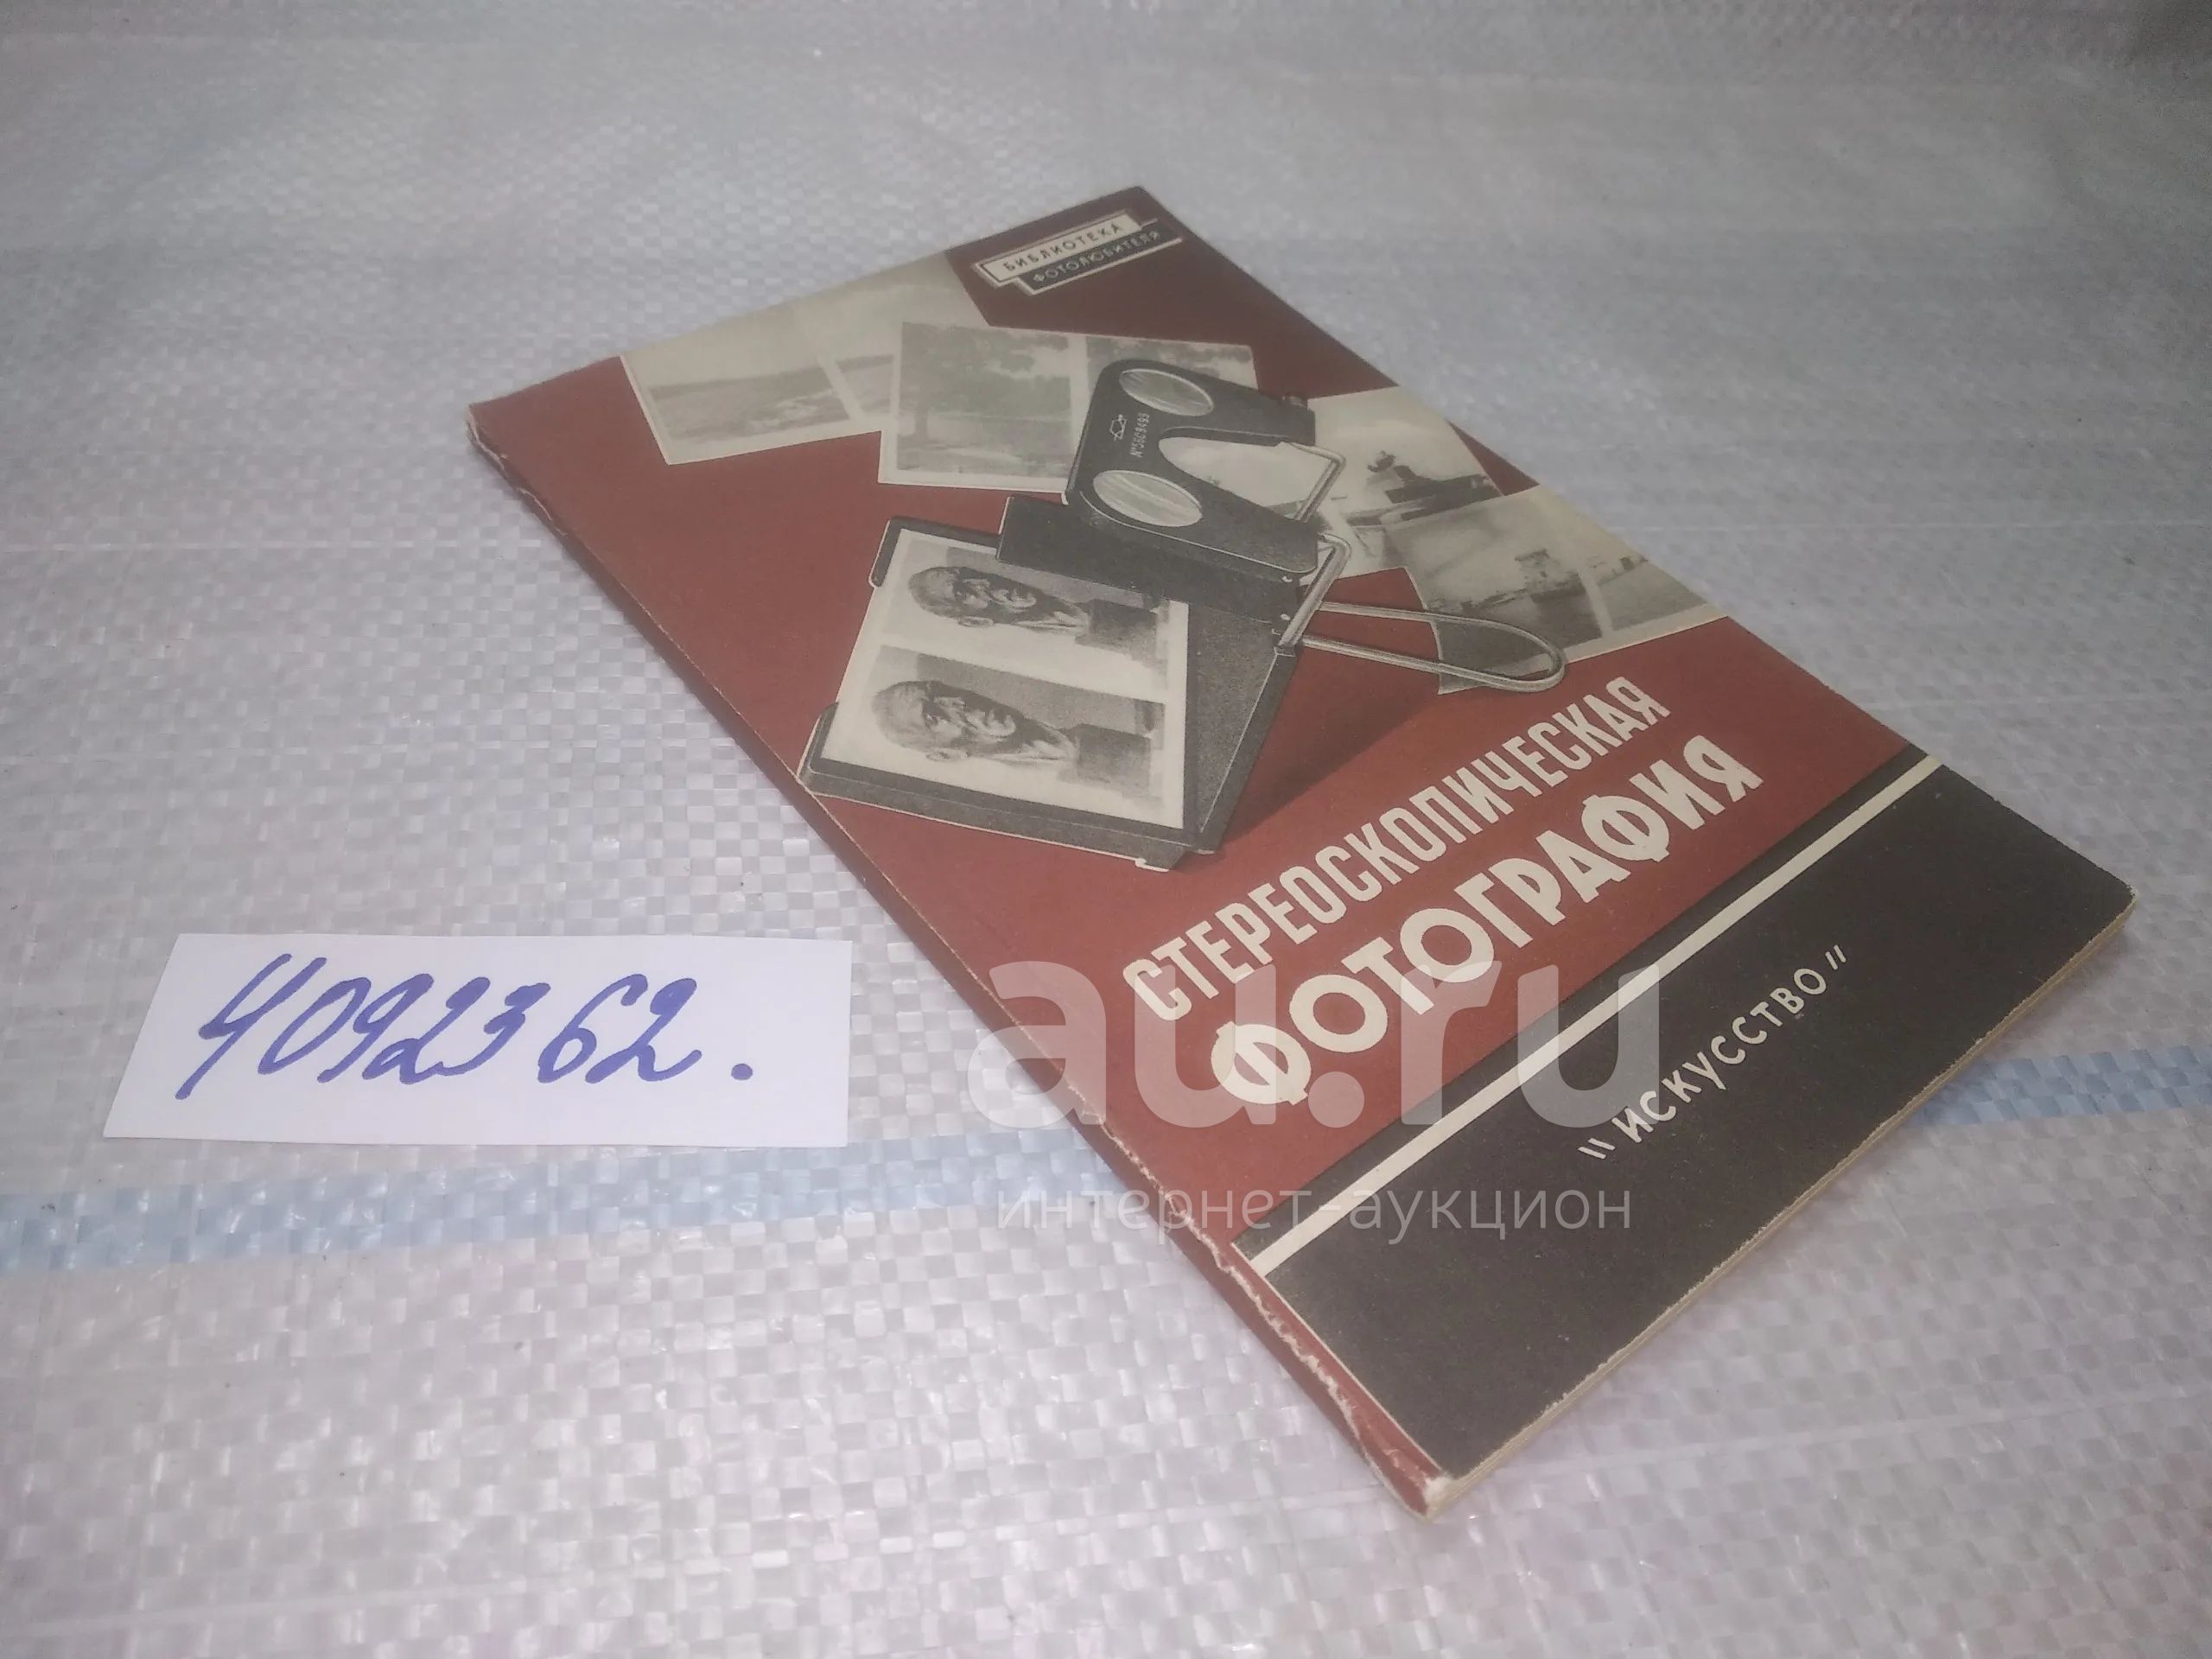 БИБЛИОТЕКА
ФОТОЛЮБИТЕЛЯ
СТЕРЕОСКОПИЧЕСКАЯ
ФОТОГРАФИЯ
"ИСКУССТВО"
4092362.
au.ru
интернет-аукцион